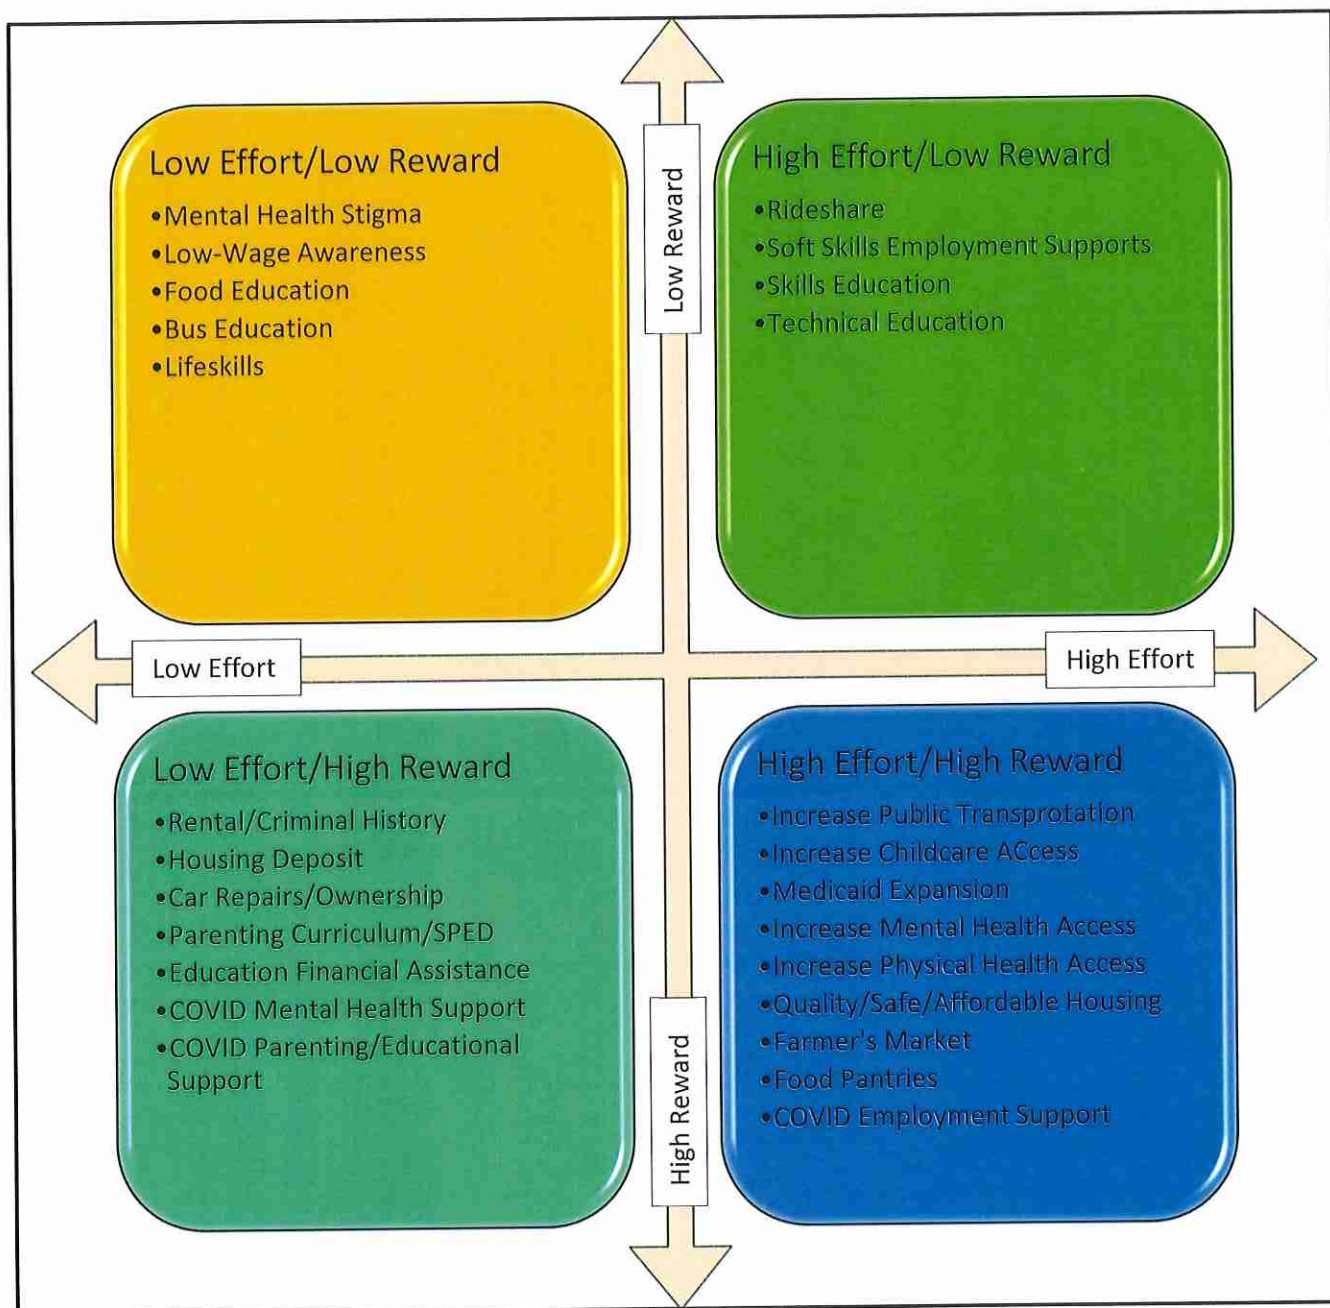 Low Effort/Low Reward
•Mental Health Stigma
•Low-Wage Awareness
•Food Education
•Bus Education
•Lifeskills
Low Reward
High Effort/Low Reward
•Rideshare
•Soft Skills Employment Supports
•Skills Education
•Technical Education
Low Effort
High Effort
Low Effort/High Reward
•Rental/Criminal History
•Housing Deposit
•Car Repairs/Ownership
•Parenting Curriculum/SPED
•Education Financial Assistance
•COVID Mental Health Support
•COVID Parenting/Educational
Support
High Reward
High Effort/High Reward
•Increase Public Transprotation
•Increase Childcare ACcess
•Medicaid Expansion
•Increase Mental Health Access
•Increase Physical Health Access
•Quality/Safe/Affordable Housing
•Farmer's Market
•Food Pantries
•COVID Employment Support